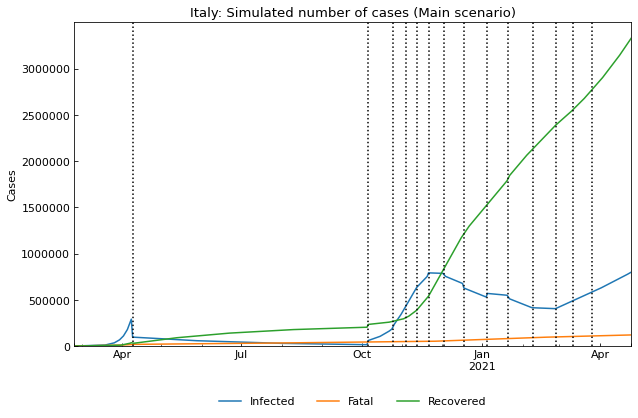 Italy: Simulated number of cases (Main scenario)
3000000
2500000
2000000
1500000
1000000
500000
0
Cases
Apr
Jul
Oct
Jan
2021
Apr
Infected
Fatal
Recovered